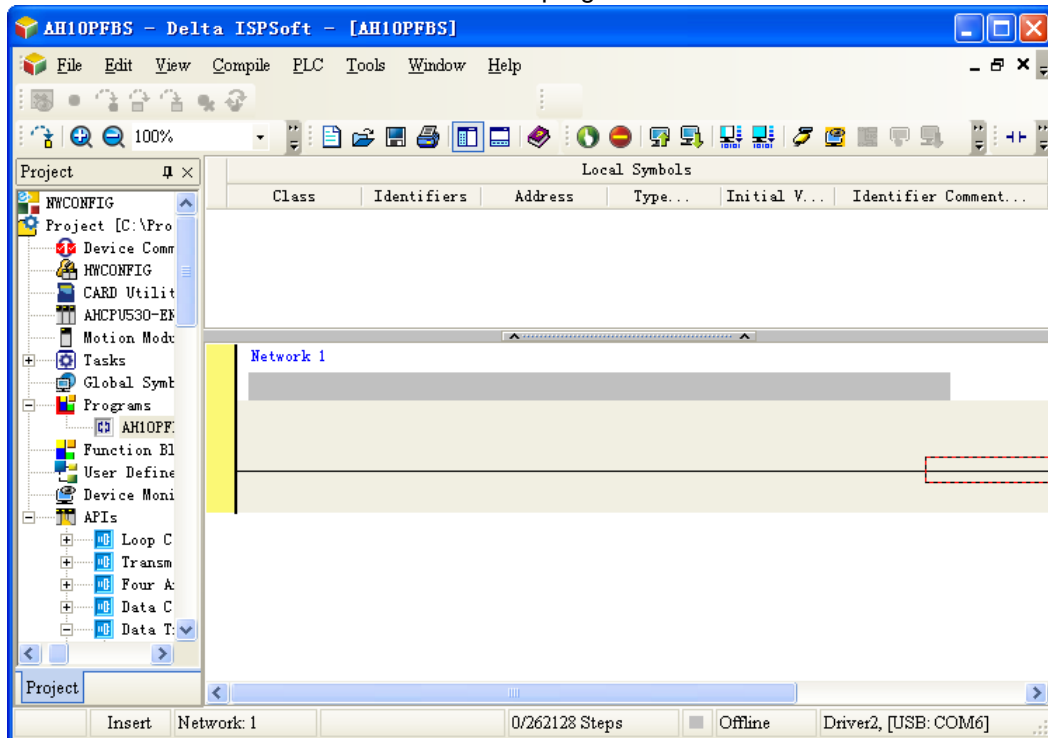 AH10PFBS - Delta ISPSoft - [AH10PFBS]
File Edit View Compile PLC Tools Window Help
100%
Project
Local Symbols
Class Identifiers Address Type... Initial V... Identifier Comment...
NWCONFIG
Project [C:\Pro
Device Comm
HWCONFIG
CARD Utilit
AHCPU530-EN
Motion Modu
Tasks
Global Symb
Programs
AH10PF
Function Bl
User Define
Device Moni
APIs
Loop C
Transm
Four A
Data C
Data T
Network 1
Project
Insert Network: 1 0/262128 Steps Offline Driver2, [USB: COM6]